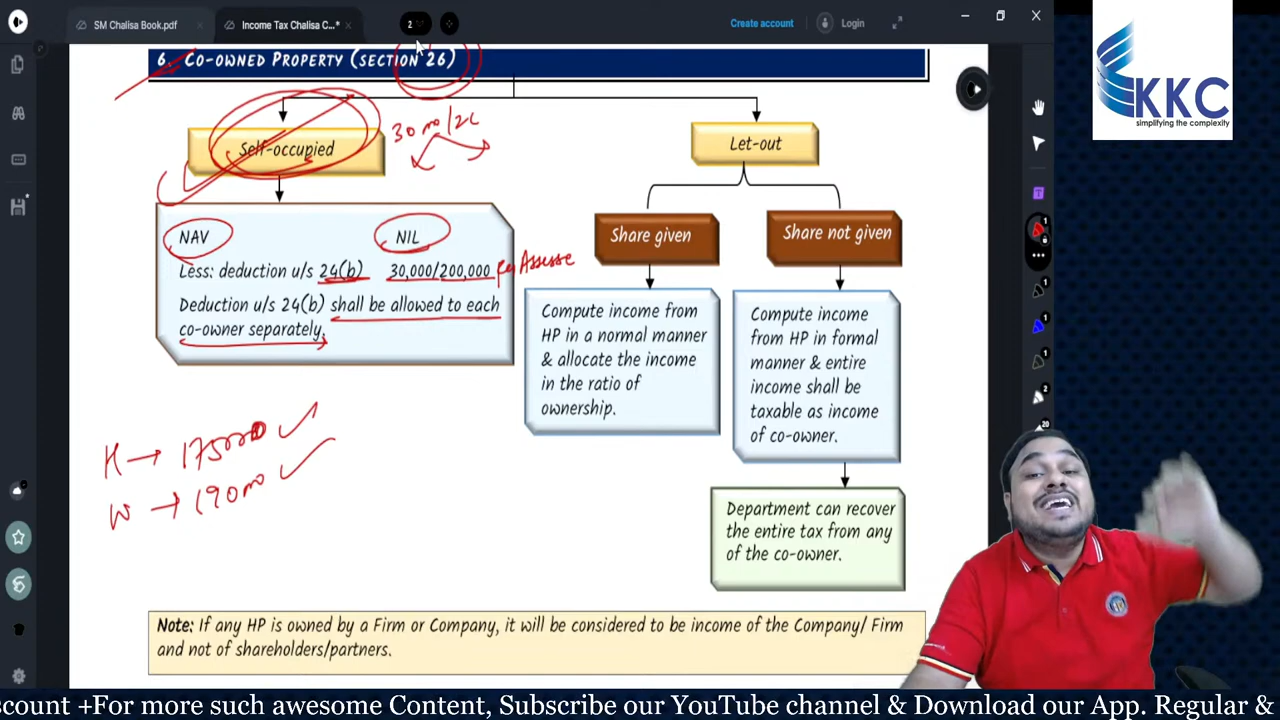 SM Chalisa Book.pdf
Income Tax Chalisa C...*
2
Create account
Login
KKC
simplifying the complexity
6. Co-owned Property (section 26)
Self-occupied
Let-out
NAV NIL
Less: deduction u/s 24(b) 30,000/200,000 Assesse
Deduction u/s 24(b) shall be allowed to each
co-owner separately.
Share given
Share not given
Compute income from
HP in a normal manner
& allocate the income
in the ratio of
ownership.
Compute income
from HP in formal
manner & entire
income shall be
taxable as income
of co-owner.
Department can recover
the entire tax from any
of the co-owner.
H → 175000
W → 190
Note: If any HP is owned by a Firm or Company, it will be considered to be income of the Company/ Firm
and not of shareholders/partners.
scount +For more such awesome Content, Subscribe our YouTube channel & Download our App. Regular &